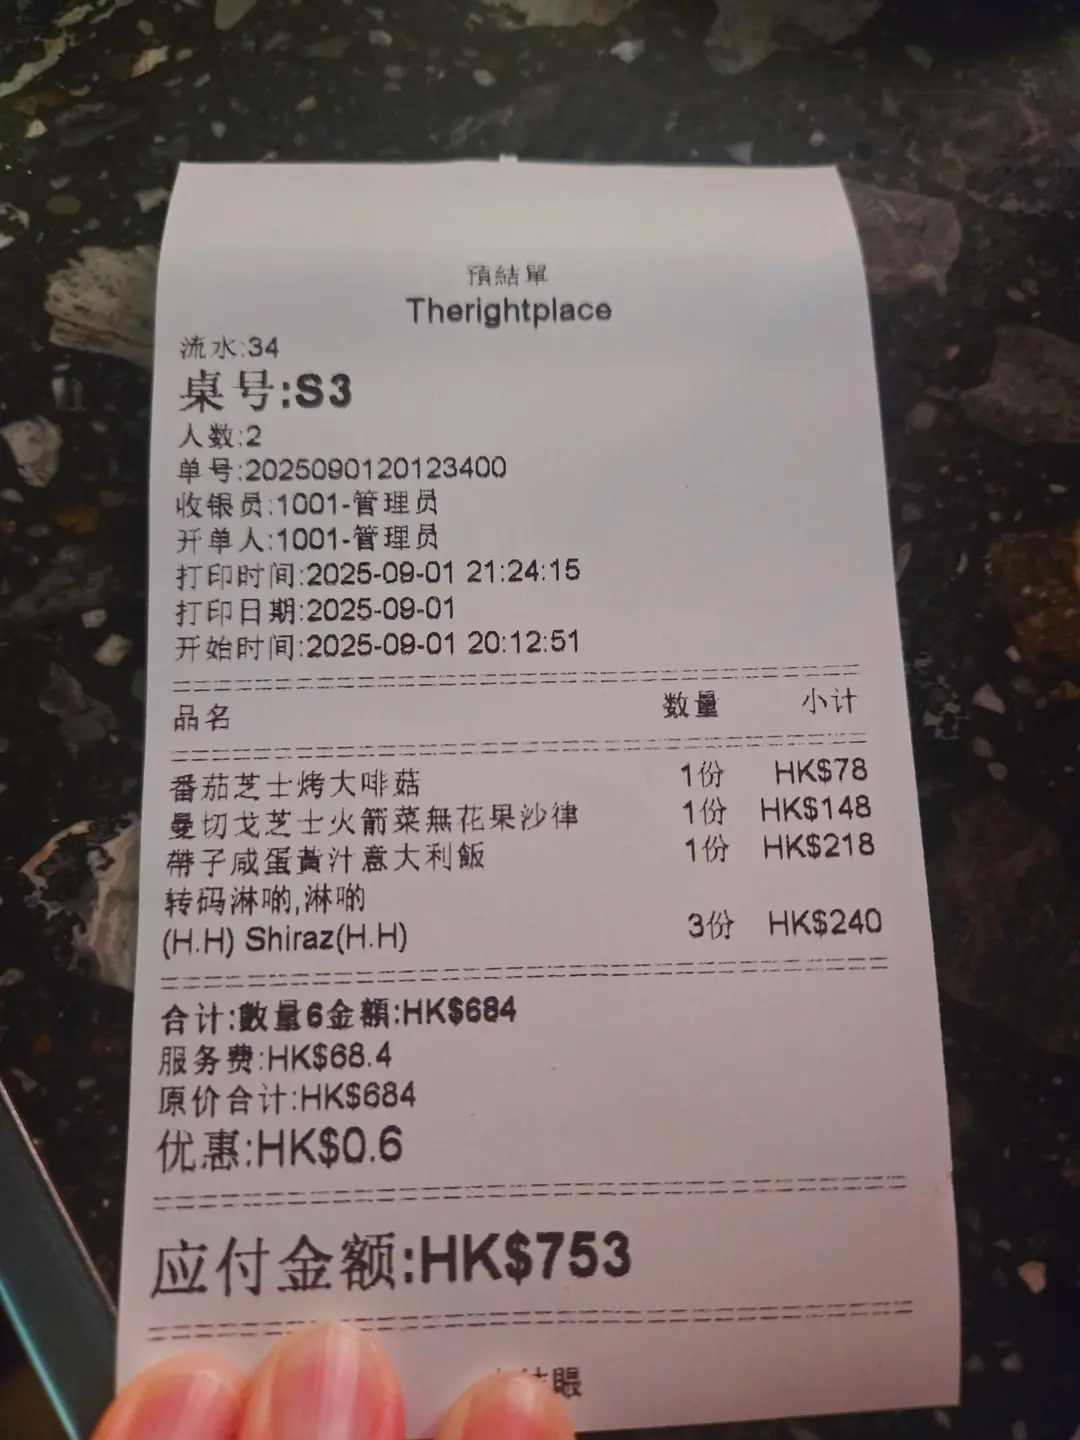 預結單
Therightplace
流水:34
桌号:S3
人数:2
单号:2025090120123400
收银员:1001-管理员
开单人:1001-管理员
打印时间:2025-09-01 21:24:15
打印日期:2025-09-01
开始时间:2025-09-01 20:12:51
品名 数量 小计
番茄芝士烤大啡菇 1份 HK$78
曼切戈芝士火箭菜無花果沙律 1份 HK$148
帶子咸蛋黃汁意大利飯 1份 HK$218
转码淋啲,淋啲
(H.H) Shiraz(H.H) 3份 HK$240
合计:數量6金額:HK$684
服务费:HK$68.4
原价合计:HK$684
优惠:HK$0.6
应付金额:HK$753
賬